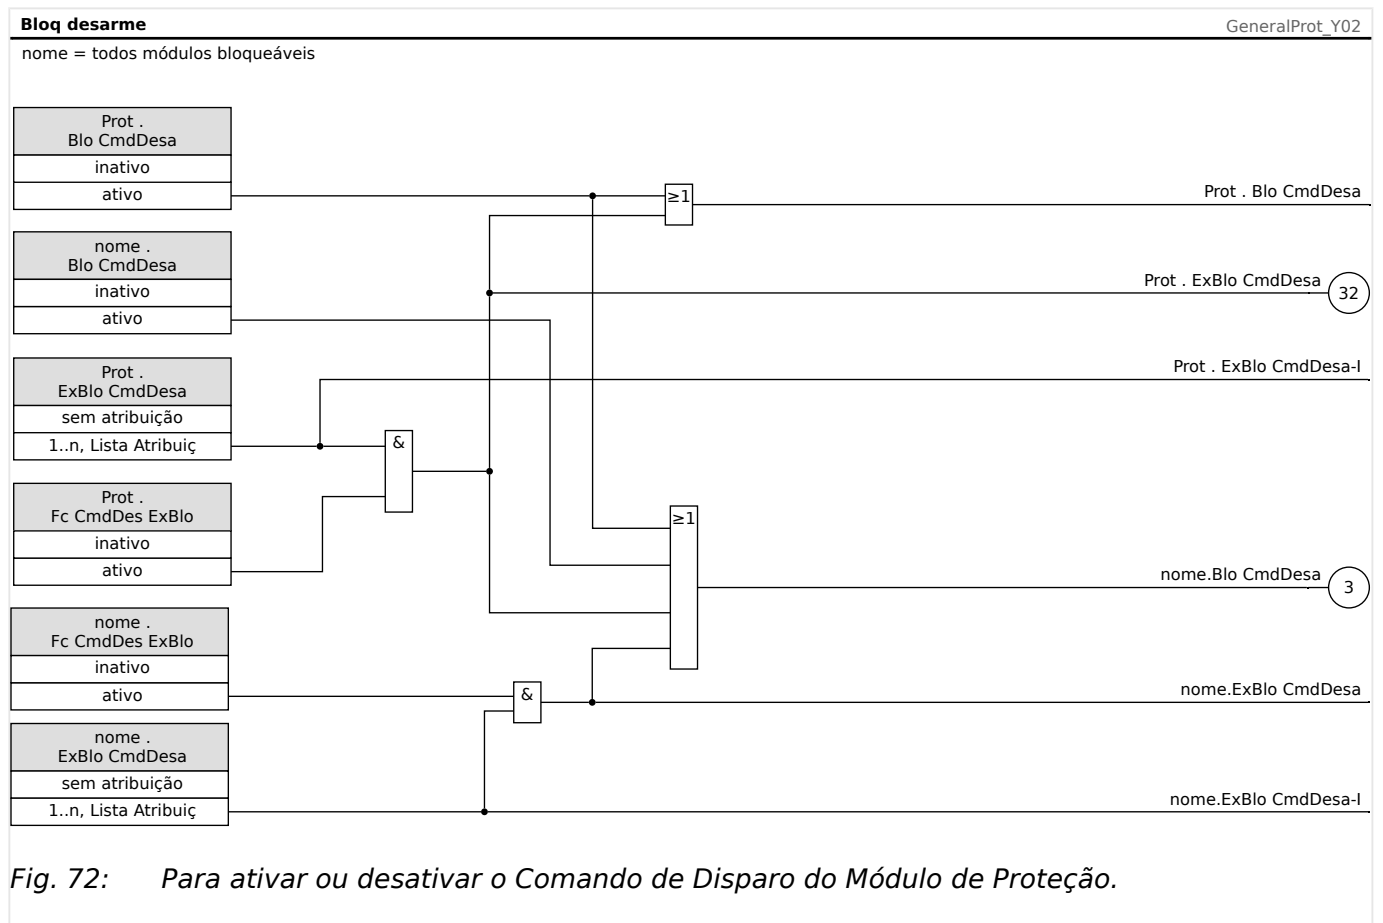 Bloq desarme
GeneralProt_Y02
nome = todos módulos bloqueáveis
Prot .
Blo CmdDesa
inativo
ativo
≥1
Prot . Blo CmdDesa
nome .
Blo CmdDesa
inativo
ativo
Prot . ExBlo CmdDesa
32
Prot .
ExBlo CmdDesa
sem atribuição
1..n, Lista Atribuiç
&
Prot . ExBlo CmdDesa-I
Prot .
Fc CmdDes ExBlo
inativo
ativo
≥1
nome.Blo CmdDesa
3
nome .
Fc CmdDes ExBlo
inativo
ativo
&
nome.ExBlo CmdDesa
nome .
ExBlo CmdDesa
sem atribuição
1..n, Lista Atribuiç
nome.ExBlo CmdDesa-I
Fig. 72: Para ativar ou desativar o Comando de Disparo do Módulo de Proteção.